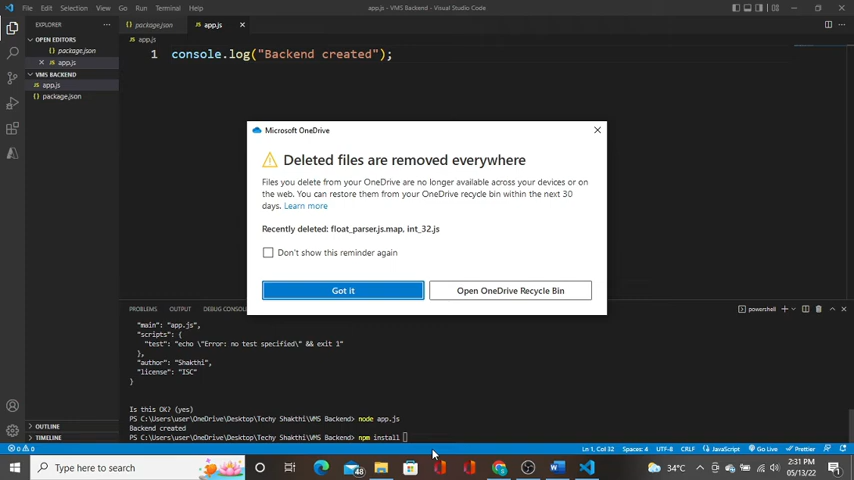 File Edit Selection View Go Run Terminal Help
app.js - VMS Backend - Visual Studio Code
EXPLORER
package.json
JS app.js
OPEN EDITORS
package.json
JS app.js
VMS BACKEND
JS app.js
package.json
JS app.js
1 console.log("Backend created");
Microsoft OneDrive
Deleted files are removed everywhere
Files you delete from your OneDrive are no longer available across your devices or on
the web. You can restore them from your OneDrive recycle bin within the next 30
days. Learn more
Recently deleted: float_parser.js.map, int_32.js
Don't show this reminder again
Got it
Open OneDrive Recycle Bin
PROBLEMS OUTPUT DEBUG CONSOLE
powershell
"main": "app.js",
"scripts": {
"test": "echo \"Error: no test specified\" && exit 1"
},
"author": "Shakthi",
"license": "ISC"
}
Is this OK? (yes)
PS C:\Users\user\OneDrive\Desktop\Techy Shakthi\VMS Backend> node app.js
Backend created
PS C:\Users\user\OneDrive\Desktop\Techy Shakthi\VMS Backend> npm install
OUTLINE
TIMELINE
0 0
Ln 1, Col 32
Spaces: 4
UTF-8
CRLF
JavaScript
Go Live
Prettier
Type here to search
48
34°C
2:31 PM
05/13/22